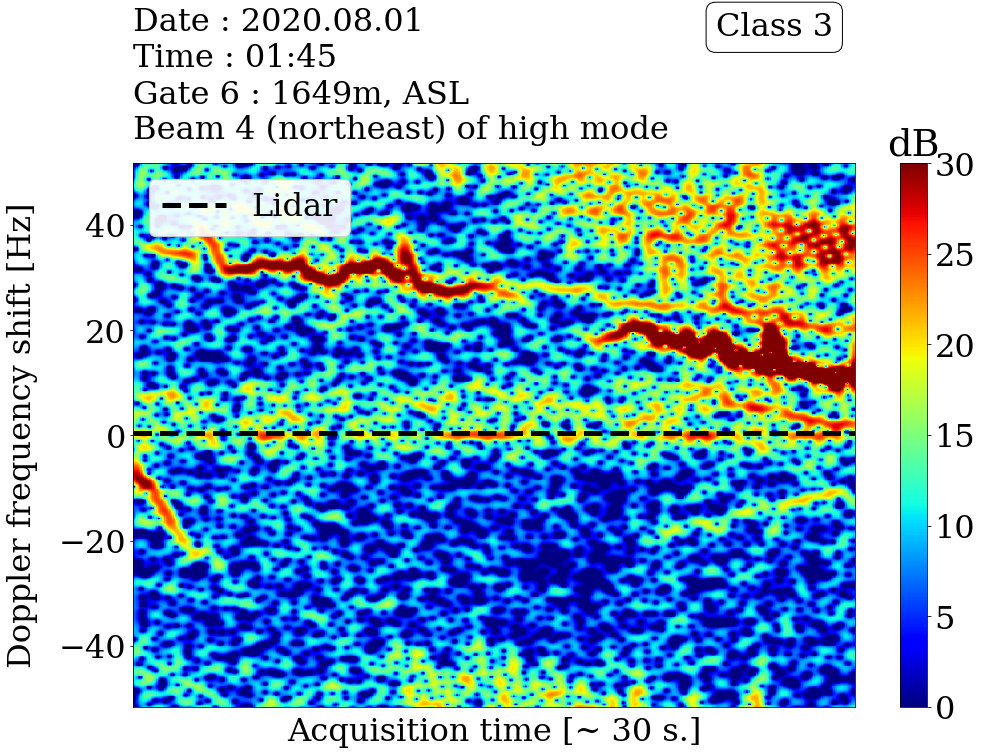 Date : 2020.08.01
Time : 01:45
Gate 6 : 1649m, ASL
Beam 4 (northeast) of high mode
Class 3
dB
Lidar
Doppler frequency shift [Hz]
40
20
0
−20
−40
Acquisition time [~ 30 s.]
30
25
20
15
10
5
0